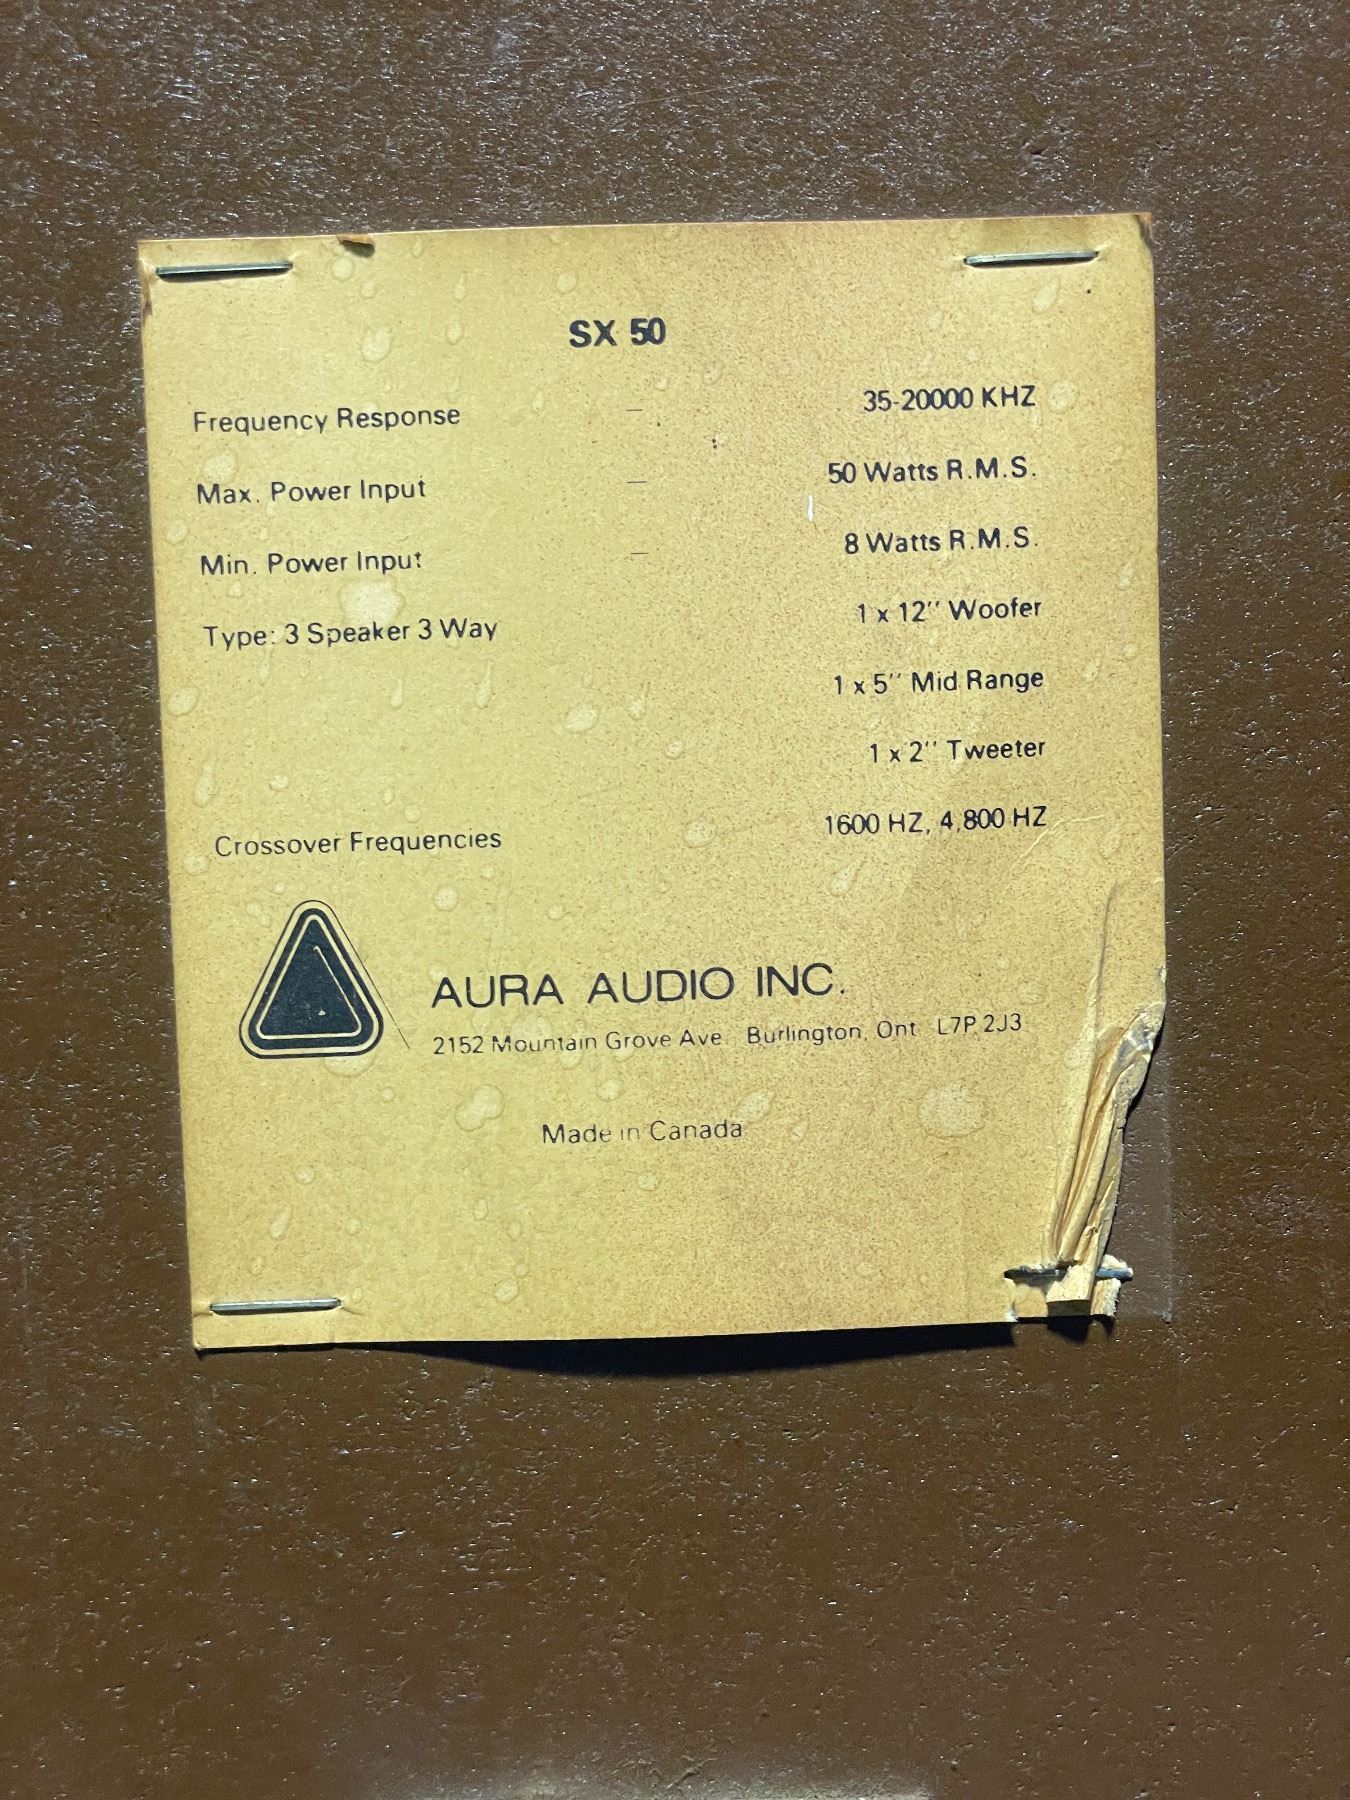 SX 50
Frequency Response — 35-20000 KHZ
Max. Power Input — 50 Watts R.M.S.
Min. Power Input — 8 Watts R.M.S.
Type: 3 Speaker 3 Way 1 x 12" Woofer
1 x 5" Mid Range
1 x 2" Tweeter
Crossover Frequencies 1600 HZ, 4,800 HZ
AURA AUDIO INC.
2152 Mountain Grove Ave. Burlington, Ont L7P 2J3
Made in Canada